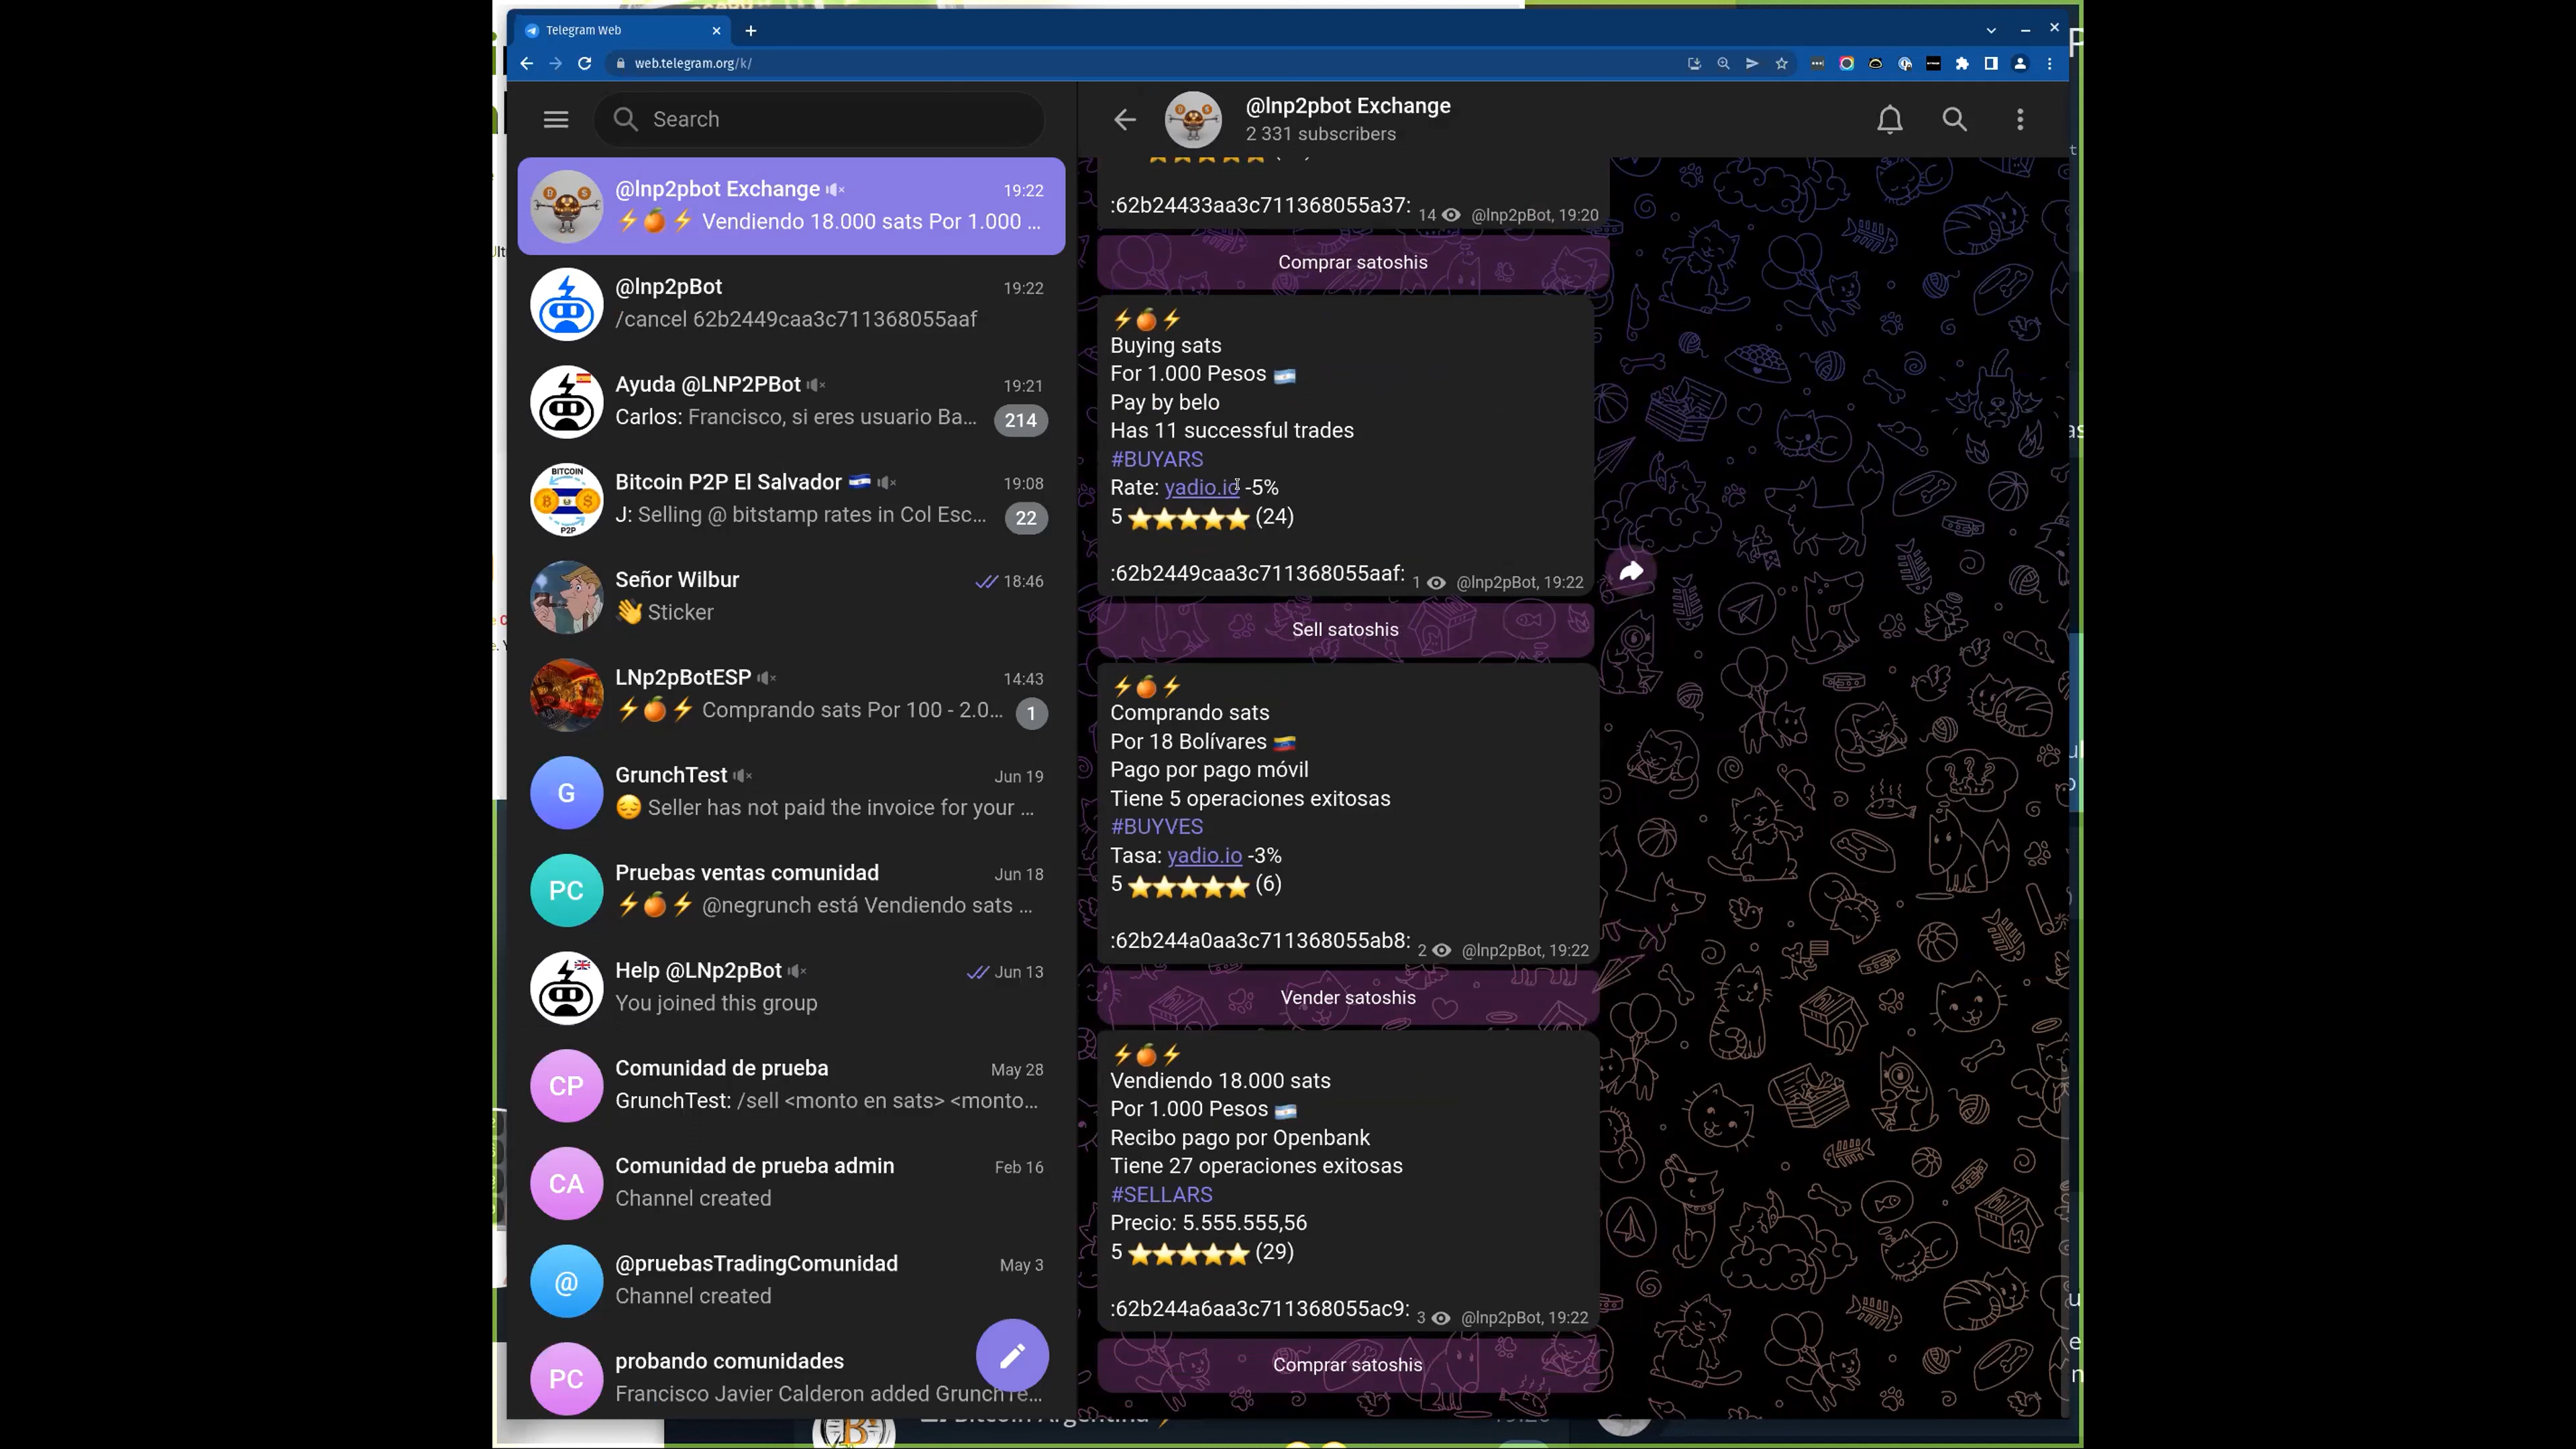 Telegram Web
web.telegram.org/k/
Search
@lnp2pbot Exchange
19:22
⚡🍊⚡ Vendiendo 18.000 sats Por 1.000 ...
@lnp2pBot
19:22
/cancel 62b2449caa3c711368055aaf
Ayuda @LNP2PBot
19:21
Carlos: Francisco, si eres usuario Ba...
214
Bitcoin P2P El Salvador 🇸🇻
19:08
J: Selling @ bitstamp rates in Col Esc...
22
BITCOIN
P2P
Señor Wilbur
18:46
👋 Sticker
LNp2pBotESP
14:43
⚡🍊⚡ Comprando sats Por 100 - 2.0...
1
G
GrunchTest
Jun 19
😔 Seller has not paid the invoice for your ...
PC
Pruebas ventas comunidad
Jun 18
⚡🍊⚡ @negrunch está Vendiendo sats ...
Help @LNp2pBot
Jun 13
You joined this group
CP
Comunidad de prueba
May 28
GrunchTest: /sell <monto en sats> <monto...
CA
Comunidad de prueba admin
Feb 16
Channel created
@
@pruebasTradingComunidad
May 3
Channel created
PC
probando comunidades
Francisco Javier Calderon added GrunchTe...
@lnp2pbot Exchange
2 331 subscribers
:62b24433aa3c711368055a37: 14 @lnp2pBot, 19:20
Comprar satoshis
⚡🍊⚡
Buying sats
For 1.000 Pesos 🇦🇷
Pay by belo
Has 11 successful trades
#BUYARS
Rate: yadio.io -5%
5 ⭐⭐⭐⭐⭐ (24)
:62b2449caa3c711368055aaf: 1 @lnp2pBot, 19:22
Sell satoshis
⚡🍊⚡
Comprando sats
Por 18 Bolívares 🇻🇪
Pago por pago móvil
Tiene 5 operaciones exitosas
#BUYVES
Tasa: yadio.io -3%
5 ⭐⭐⭐⭐⭐ (6)
:62b244a0aa3c711368055ab8: 2 @lnp2pBot, 19:22
Vender satoshis
⚡🍊⚡
Vendiendo 18.000 sats
Por 1.000 Pesos 🇦🇷
Recibo pago por Openbank
Tiene 27 operaciones exitosas
#SELLARS
Precio: 5.555.555,56
5 ⭐⭐⭐⭐⭐ (29)
:62b244a6aa3c711368055ac9: 3 @lnp2pBot, 19:22
Comprar satoshis